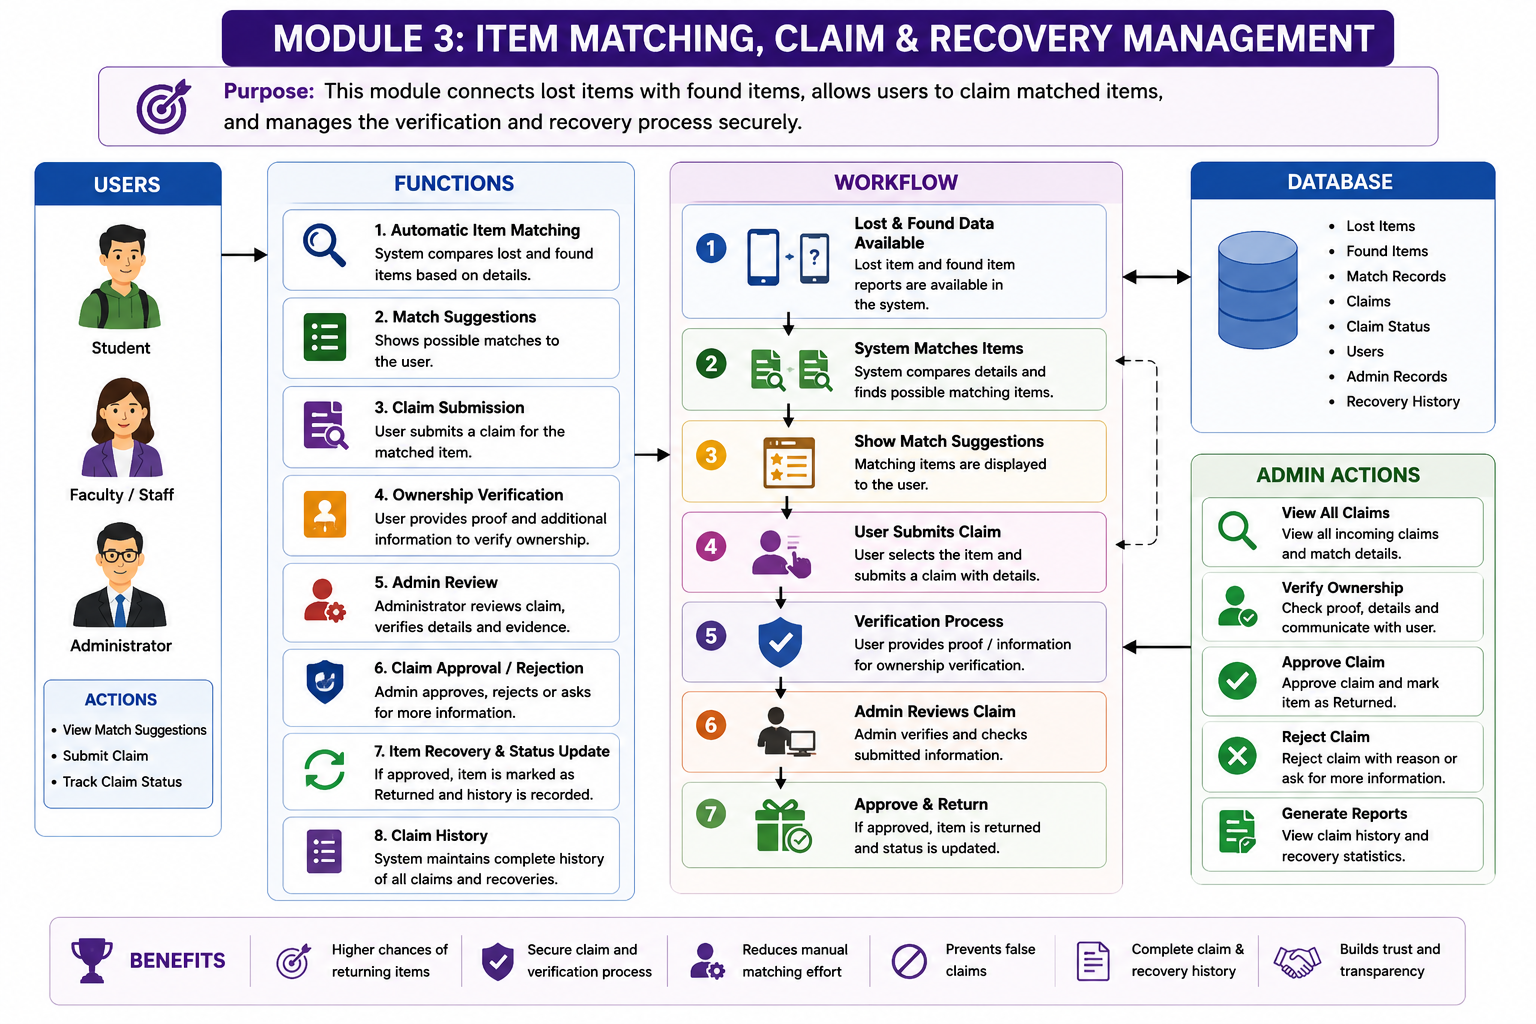 MODULE 3: ITEM MATCHING, CLAIM & RECOVERY MANAGEMENT
Purpose: This module connects lost items with found items, allows users to claim matched items,
and manages the verification and recovery process securely.
USERS
Student
Faculty / Staff
Administrator
ACTIONS
• View Match Suggestions
• Submit Claim
• Track Claim Status
FUNCTIONS
1. Automatic Item Matching
System compares lost and found
items based on details.
2. Match Suggestions
Shows possible matches to
the user.
3. Claim Submission
User submits a claim for the
matched item.
4. Ownership Verification
User provides proof and additional
information to verify ownership.
5. Admin Review
Administrator reviews claim,
verifies details and evidence.
6. Claim Approval / Rejection
Admin approves, rejects or asks
for more information.
7. Item Recovery & Status Update
If approved, item is marked as
Returned and history is recorded.
8. Claim History
System maintains complete history
of all claims and recoveries.
WORKFLOW
1
?
Lost & Found Data
Available
Lost item and found item
reports are available in
the system.
2
System Matches Items
System compares details and
finds possible matching items.
3
Show Match Suggestions
Matching items are displayed
to the user.
4
User Submits Claim
User selects the item and
submits a claim with details.
5
Verification Process
User provides proof / information
for ownership verification.
6
Admin Reviews Claim
Admin verifies and checks
submitted information.
7
Approve & Return
If approved, item is returned
and status is updated.
DATABASE
• Lost Items
• Found Items
• Match Records
• Claims
• Claim Status
• Users
• Admin Records
• Recovery History
ADMIN ACTIONS
View All Claims
View all incoming claims
and match details.
Verify Ownership
Check proof, details and
communicate with user.
Approve Claim
Approve claim and mark
item as Returned.
Reject Claim
Reject claim with reason or
ask for more information.
Generate Reports
View claim history and
recovery statistics.
BENEFITS
Higher chances of
returning items
Secure claim and
verification process
Reduces manual
matching effort
Prevents false
claims
Complete claim &
recovery history
Builds trust and
transparency